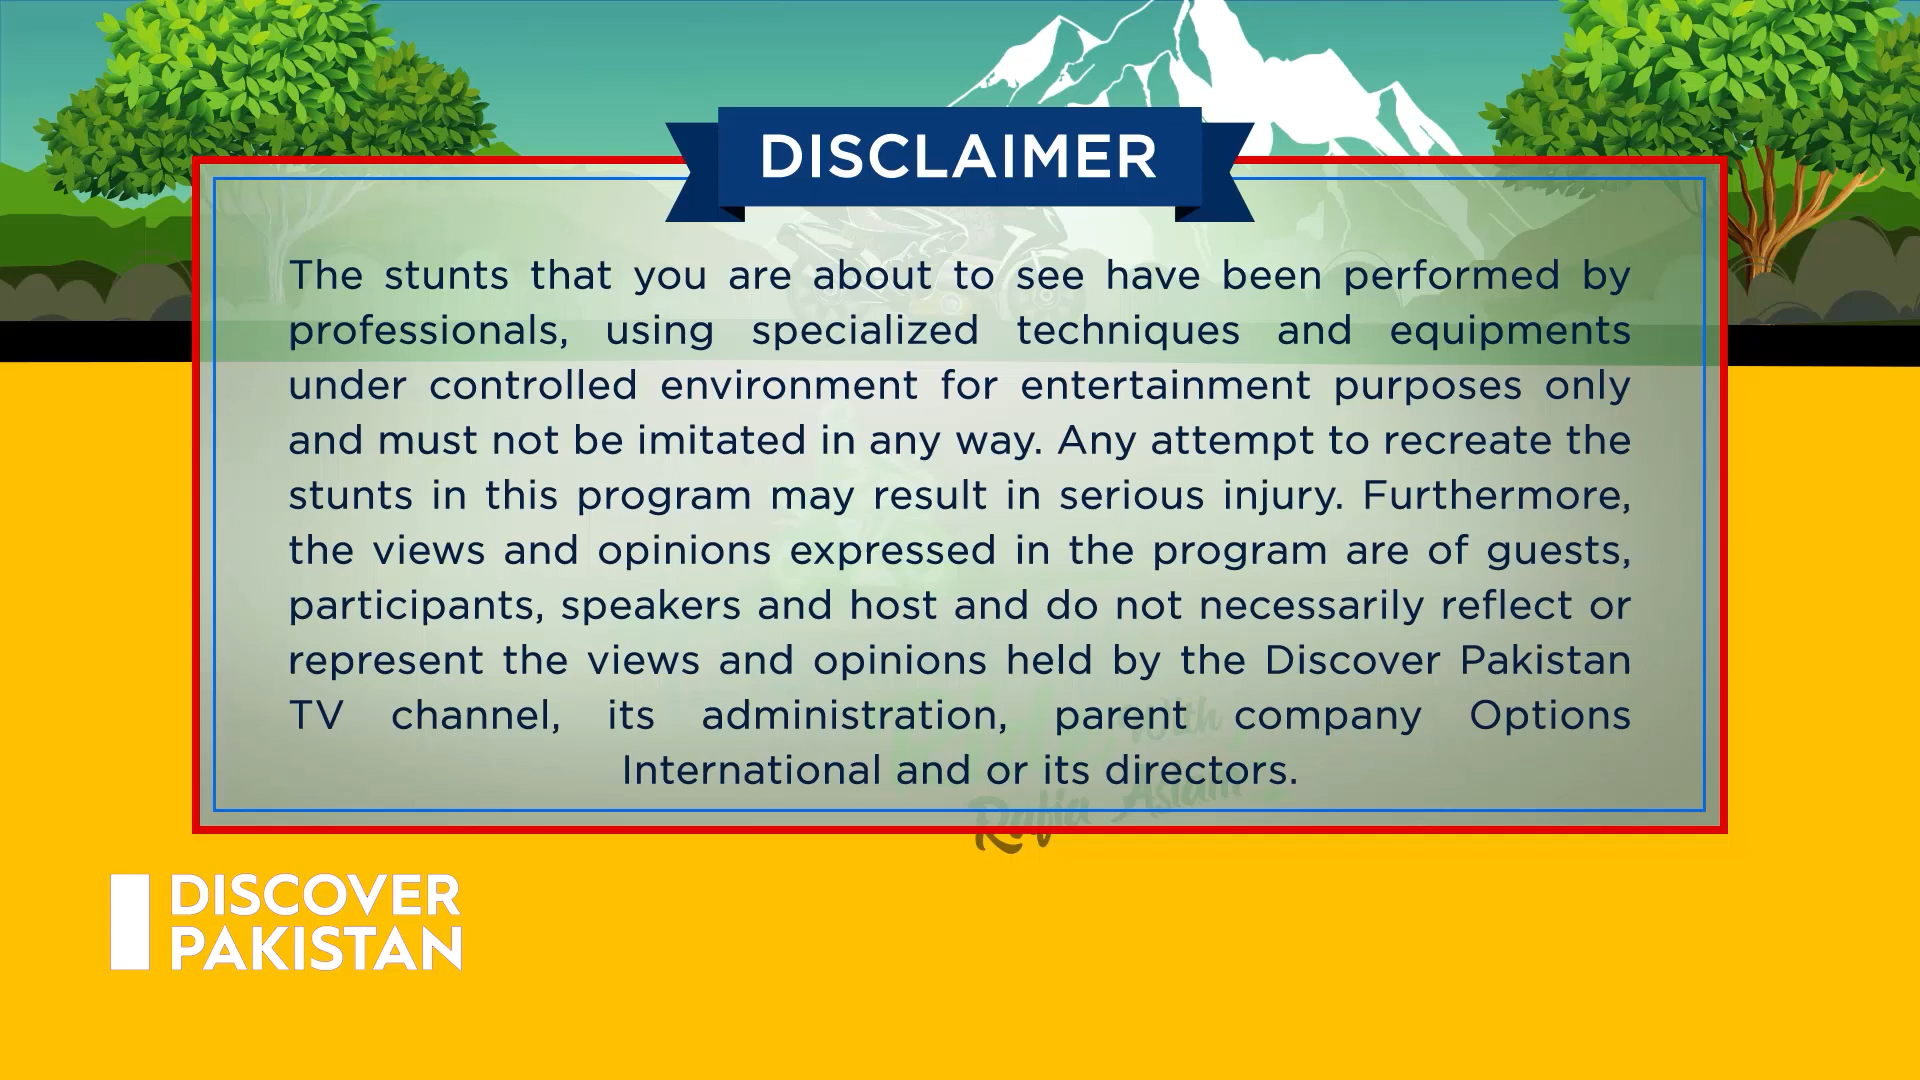 DISCLAIMER
The stunts that you are about to see have been performed by
professionals, using specialized techniques and equipments
under controlled environment for entertainment purposes only
and must not be imitated in any way. Any attempt to recreate the
stunts in this program may result in serious injury. Furthermore,
the views and opinions expressed in the program are of guests,
participants, speakers and host and do not necessarily reflect or
represent the views and opinions held by the Discover Pakistan
TV channel, its administration, parent company Options
International and or its directors.
With
Rabia Aslam
DISCOVER
PAKISTAN